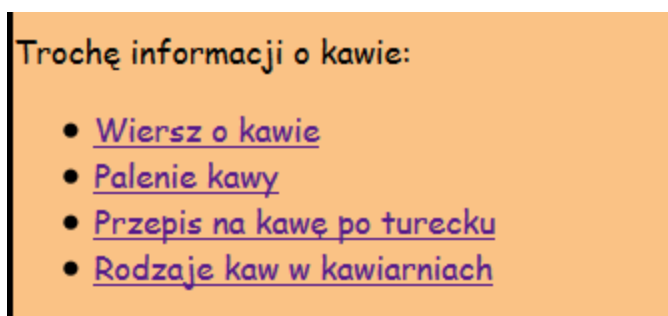 Trochę informacji o kawie:
Wiersz o kawie
Palenie kawy
Przepis na kawę po turecku
Rodzaje kaw w kawiarniach